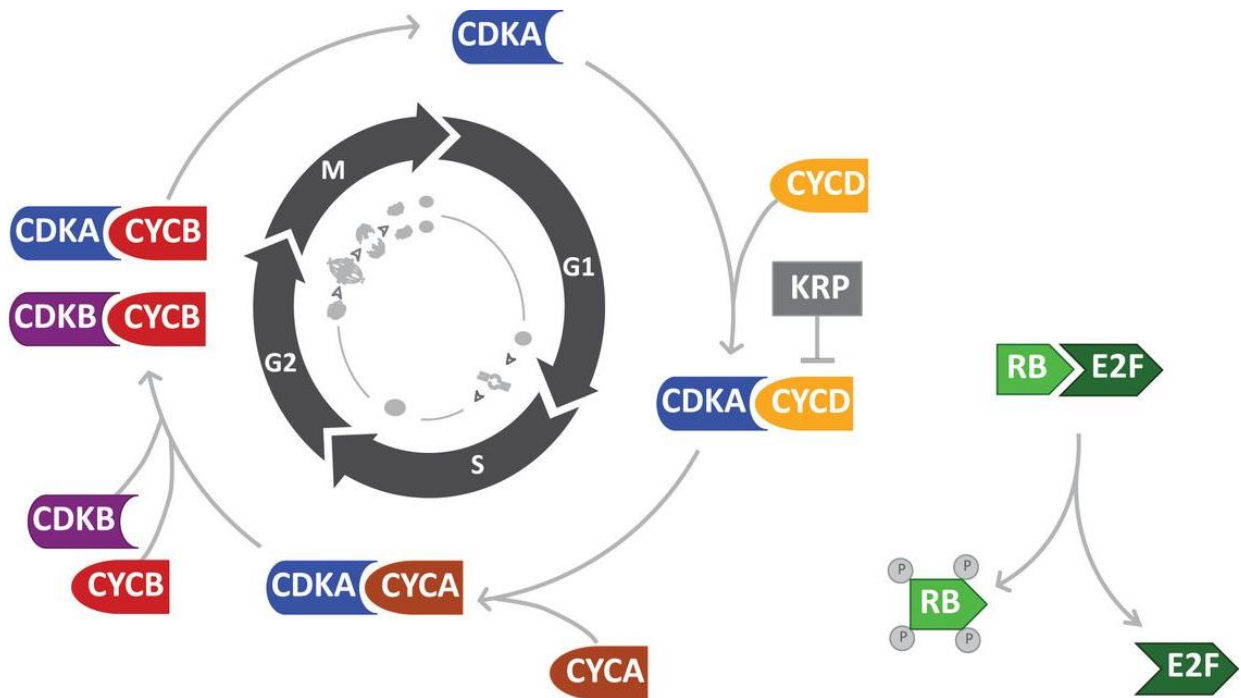 CDKA
M
CYCD
CDKA CYCB
G1
KRP
CDKB CYCB
G2
RB E2F
CDKA CYCD
S
CDKB
CYCB
CDKA CYCA
P P
RB
P P
CYCA
E2F